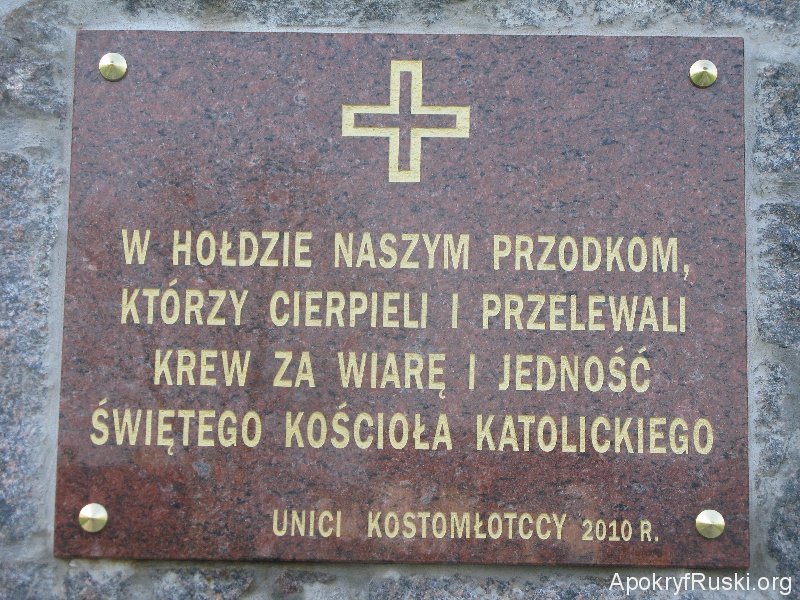 W HOŁDZIE NASZYM PRZODKOM,
KTÓRZY CIERPIELI I PRZELEWALI
KREW ZA WIARĘ I JEDNOŚĆ
ŚWIĘTEGO KOŚCIOŁA KATOLICKIEGO
UNICI KOSTOMŁOTCCY 2010 R.
ApokryfRuski.org